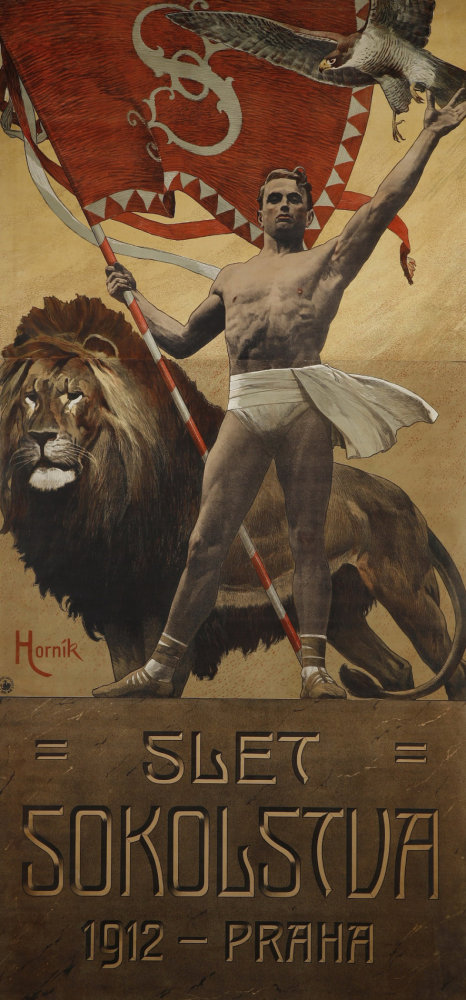 S
Horník
= SLET =
SOKOLSTVA
1912 – PRAHA